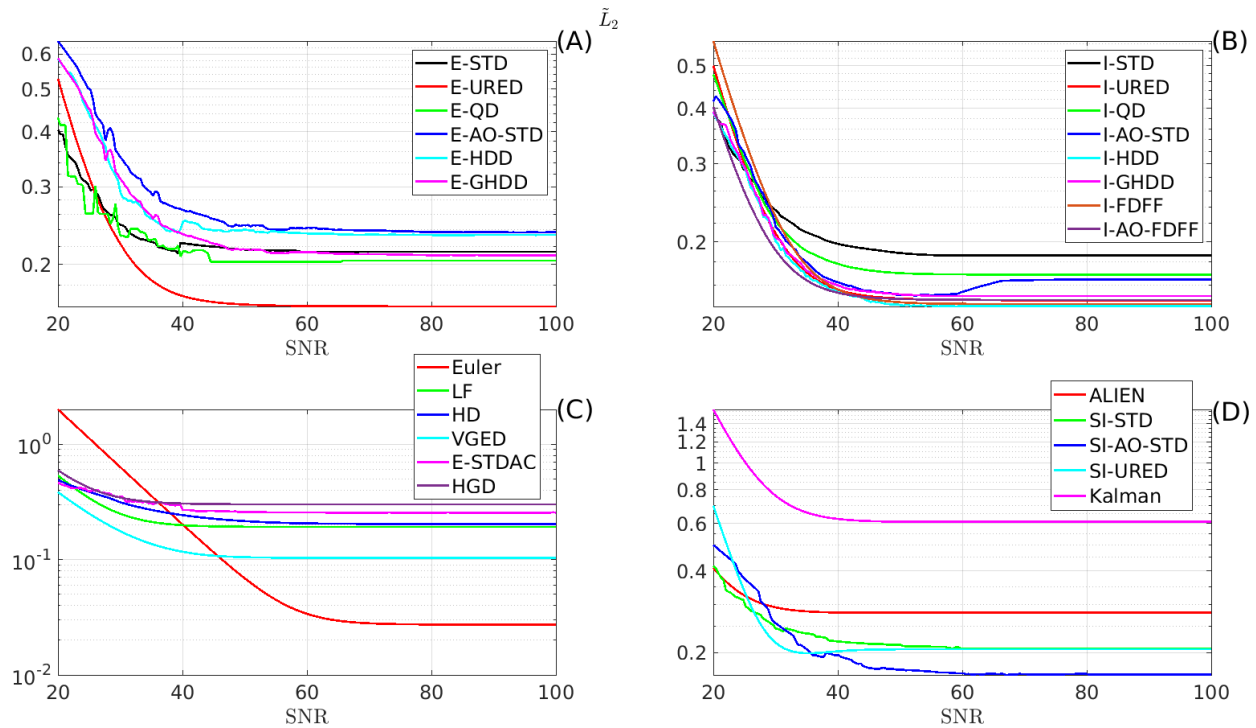 L̃₂
(A)
0.6
0.5
0.4
0.3
0.2
E-STD
E-URED
E-QD
E-AO-STD
E-HDD
E-GHDD
20 40 60 80 100
SNR
(B)
0.5
0.4
0.3
0.2
I-STD
I-URED
I-QD
I-AO-STD
I-HDD
I-GHDD
I-FDFF
I-AO-FDFF
20 40 60 80 100
SNR
(C)
10⁰
10⁻¹
10⁻²
Euler
LF
HD
VGED
E-STDAC
HGD
20 40 60 80 100
SNR
(D)
1.4
1
0.8
0.6
0.4
0.2
ALIEN
SI-STD
SI-AO-STD
SI-URED
Kalman
20 40 60 80 100
SNR